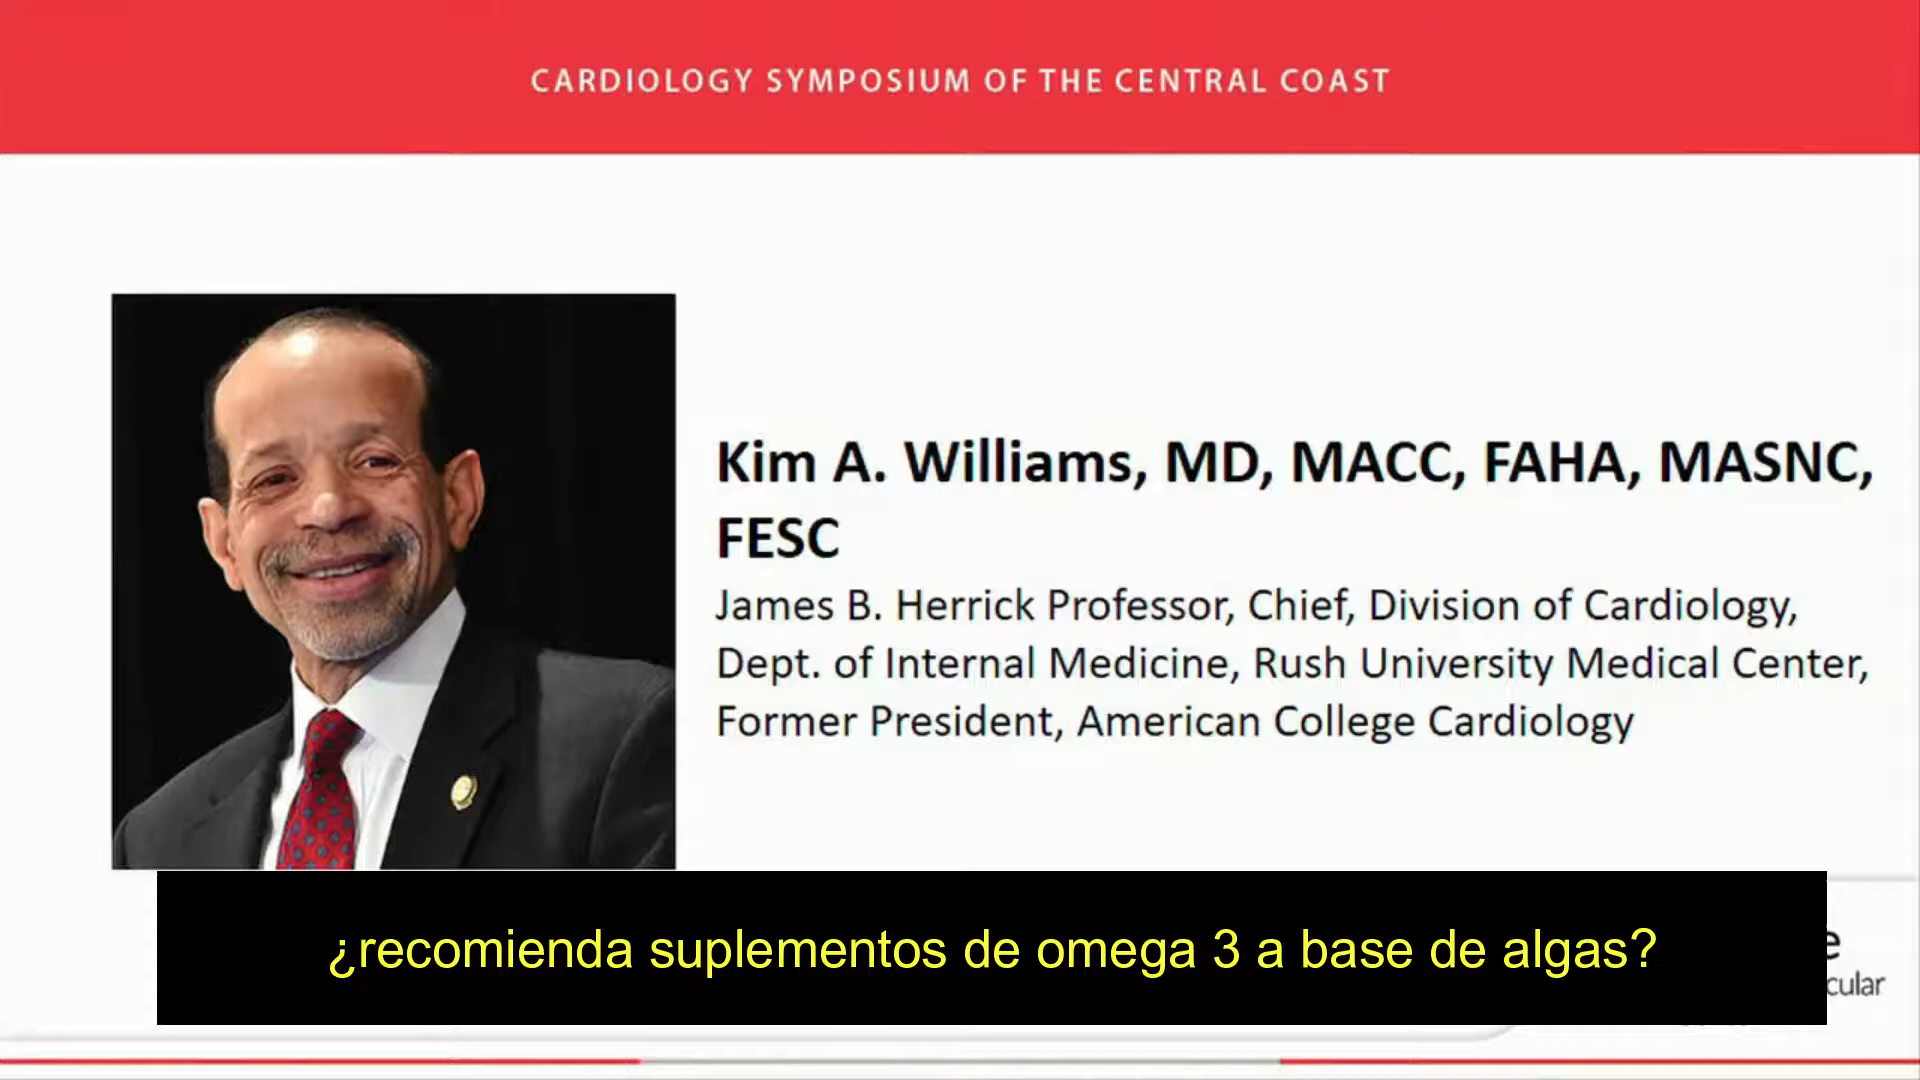 CARDIOLOGY SYMPOSIUM OF THE CENTRAL COAST
Kim A. Williams, MD, MACC, FAHA, MASNC,
FESC
James B. Herrick Professor, Chief, Division of Cardiology,
Dept. of Internal Medicine, Rush University Medical Center,
Former President, American College Cardiology
¿recomienda suplementos de omega 3 a base de algas?